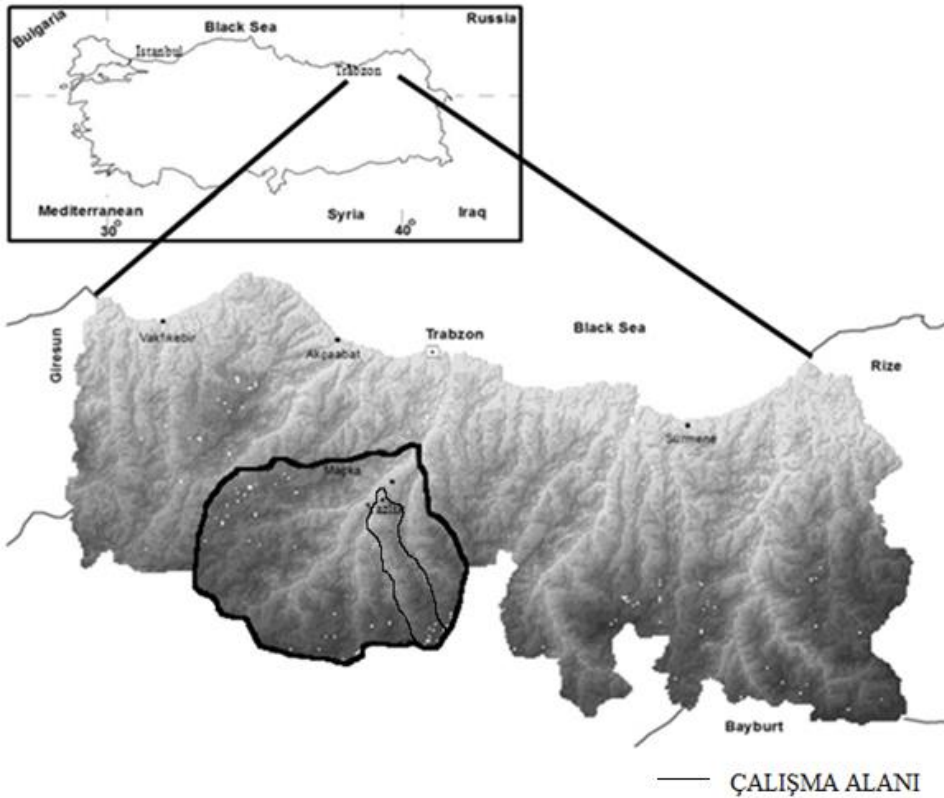 Black Sea
Russia
Bulgaria
Istanbul
Trabzon
Mediterranean
Syria
Iraq
30°
40°
Black Sea
Trabzon
Vakfıkebir
Akçaabat
Giresun
Rize
Sürmene
Maçka
Bayburt
ÇALIŞMA ALANI